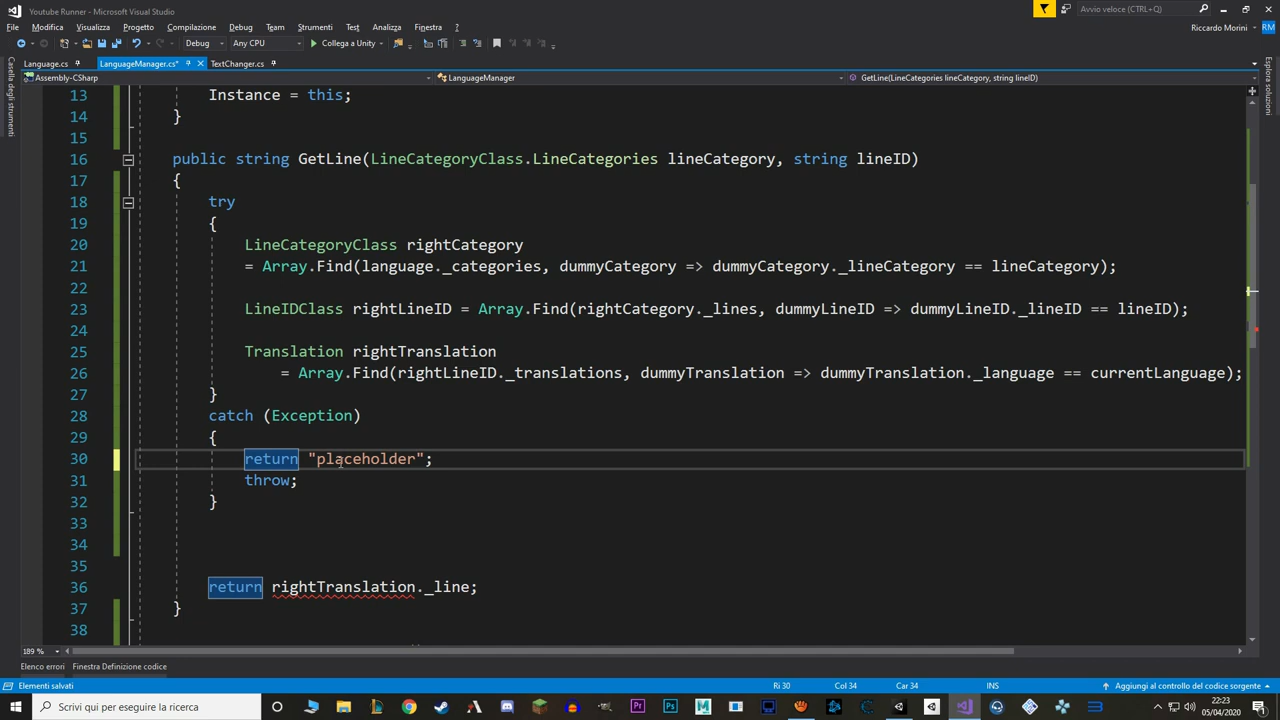 Youtube Runner - Microsoft Visual Studio
Avvio veloce (CTRL+Q)
File Modifica Visualizza Progetto Compilazione Debug Team Strumenti Test Analizza Finestra ?
Riccardo Morini RM
Debug Any CPU Collega a Unity
Casella degli strumenti
Esplora soluzioni
Language.cs LanguageManager.cs* TextChanger.cs
Assembly-CSharp LanguageManager GetLine(LineCategories lineCategory, string lineID)
13 Instance = this;
14 }
15
16 public string GetLine(LineCategoryClass.LineCategories lineCategory, string lineID)
17 {
18 try
19 {
20 LineCategoryClass rightCategory
21 = Array.Find(language._categories, dummyCategory => dummyCategory._lineCategory == lineCategory);
22
23 LineIDClass rightLineID = Array.Find(rightCategory._lines, dummyLineID => dummyLineID._lineID == lineID);
24
25 Translation rightTranslation
26 = Array.Find(rightLineID._translations, dummyTranslation => dummyTranslation._language == currentLanguage);
27 }
28 catch (Exception)
29 {
30 return "placeholder";
31 throw;
32 }
33
34
35
36 return rightTranslation._line;
37 }
38
189 %
Elenco errori Finestra Definizione codice
Elementi salvati Ri 30 Col 34 Car 34 INS Aggiungi al controllo del codice sorgente
Scrivi qui per eseguire la ricerca
22:23
05/04/2020